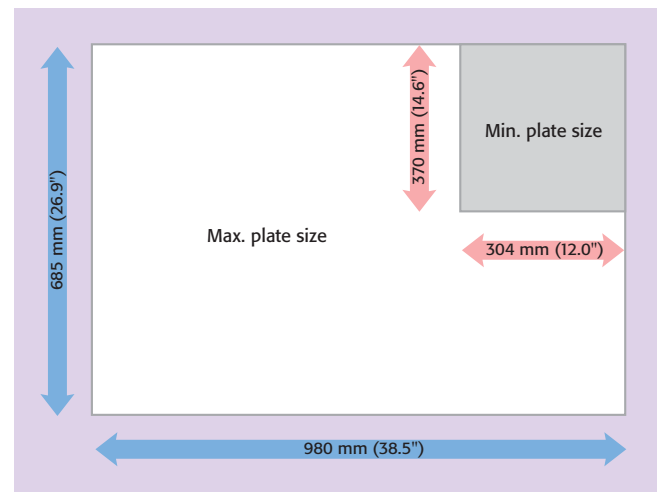 370 mm (14.6")
Min. plate size
685 mm (26.9")
Max. plate size
304 mm (12.0")
980 mm (38.5")